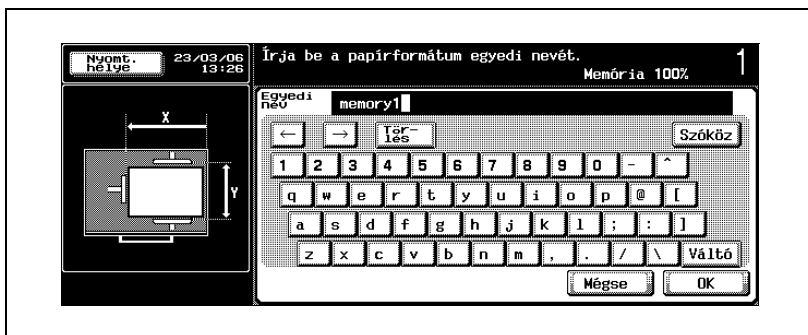 Nyomt. helye
23/03/06
13:26
Írja be a papírformátum egyedi nevét.
Memória 100%
1
Egyedi név
memory1
X
Y
← → Tör-lés Szóköz
1 2 3 4 5 6 7 8 9 0 - ^
q w e r t y u i o p @ [
a s d f g h j k l ; : ]
z x c v b n m , . / \ Váltó
Mégse OK